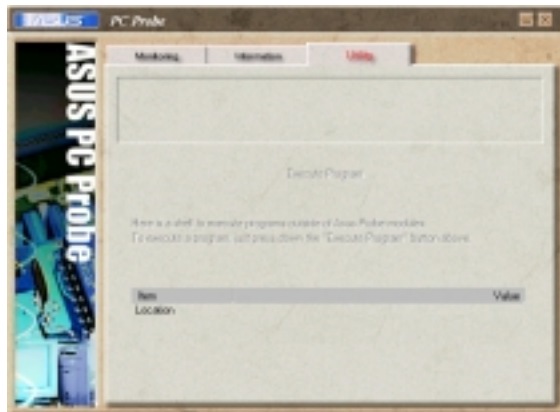 ASUS PC Probe
ASUS PC Probe
Monitoring Information Utility
Execute Program
Here is a shell to execute programs outside of Asus Probe modules.
To execute a program, just press down the "Execute Program" button above.
Item Value
Location